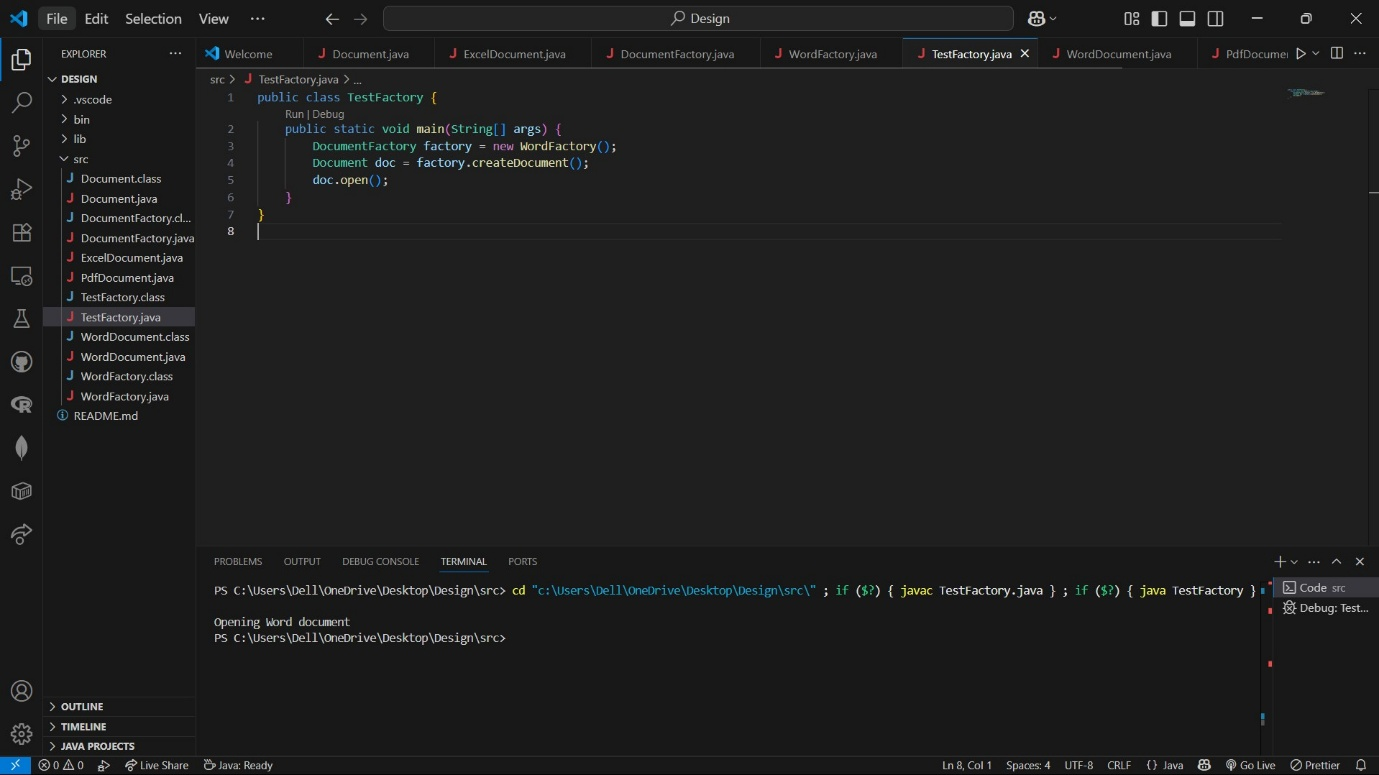 File Edit Selection View ··· Design
EXPLORER ···
DESIGN
.vscode
bin
lib
src
Document.class
Document.java
DocumentFactory.cl...
DocumentFactory.java
ExcelDocument.java
PdfDocument.java
TestFactory.class
TestFactory.java
WordDocument.class
WordDocument.java
WordFactory.class
WordFactory.java
README.md
OUTLINE
TIMELINE
JAVA PROJECTS
Welcome Document.java ExcelDocument.java DocumentFactory.java WordFactory.java TestFactory.java WordDocument.java PdfDocume
src > TestFactory.java > ...
1 public class TestFactory {
Run | Debug
2 public static void main(String[] args) {
3 DocumentFactory factory = new WordFactory();
4 Document doc = factory.createDocument();
5 doc.open();
6 }
7 }
8
PROBLEMS OUTPUT DEBUG CONSOLE TERMINAL PORTS
PS C:\Users\Dell\OneDrive\Desktop\Design\src> cd "c:\Users\Dell\OneDrive\Desktop\Design\src\" ; if ($?) { javac TestFactory.java } ; if ($?) { java TestFactory }
Opening Word document
PS C:\Users\Dell\OneDrive\Desktop\Design\src>
Code src
Debug: Test...
0 0 Live Share Java: Ready Ln 8, Col 1 Spaces: 4 UTF-8 CRLF {} Java Go Live Prettier